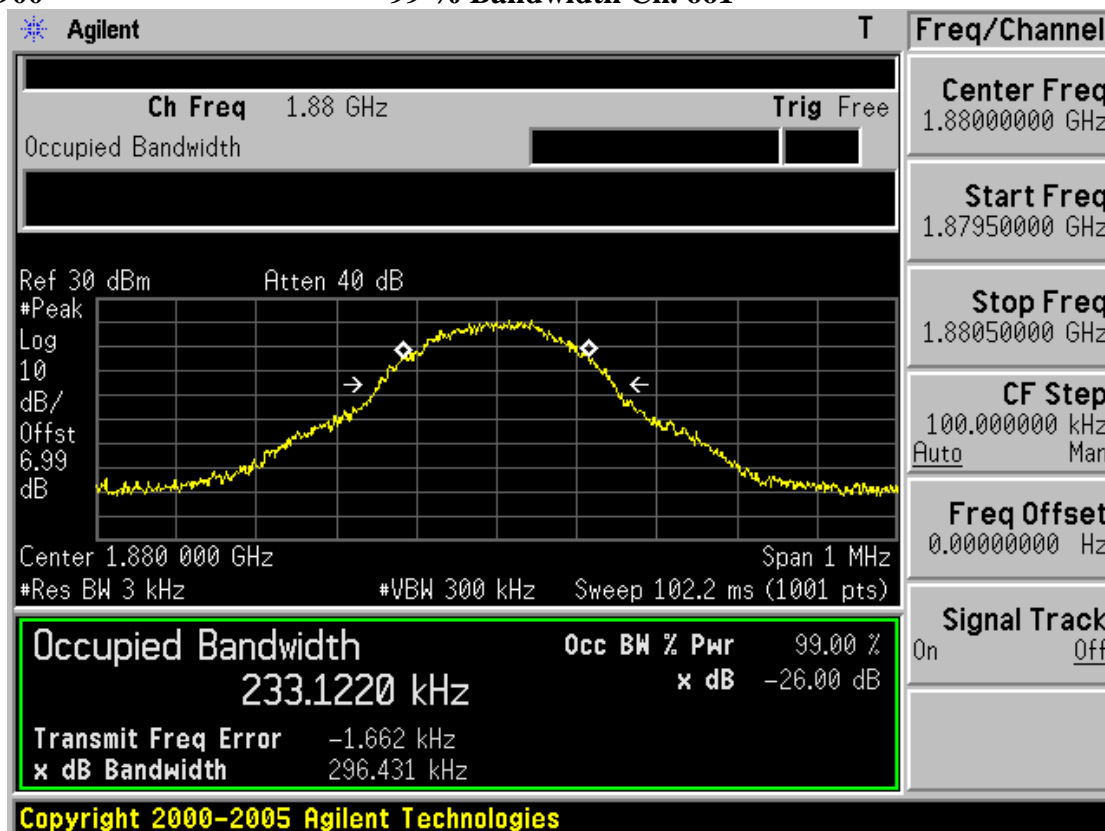 99 % Bandwidth Ch. 661
Agilent T Freq/Channel
Ch Freq 1.88 GHz Trig Free
Occupied Bandwidth
Center Freq
1.88000000 GHz
Start Freq
1.87950000 GHz
Stop Freq
1.88050000 GHz
CF Step
100.000000 kHz
Auto Man
Freq Offset
0.00000000 Hz
Signal Track
On Off
Ref 30 dBm Atten 40 dB
#Peak
Log
10
dB/
Offst
6.99
dB
Center 1.880 000 GHz Span 1 MHz
#Res BW 3 kHz #VBW 300 kHz Sweep 102.2 ms (1001 pts)
Occupied Bandwidth Occ BW % Pwr 99.00 %
233.1220 kHz x dB -26.00 dB
Transmit Freq Error -1.662 kHz
x dB Bandwidth 296.431 kHz
Copyright 2000-2005 Agilent Technologies